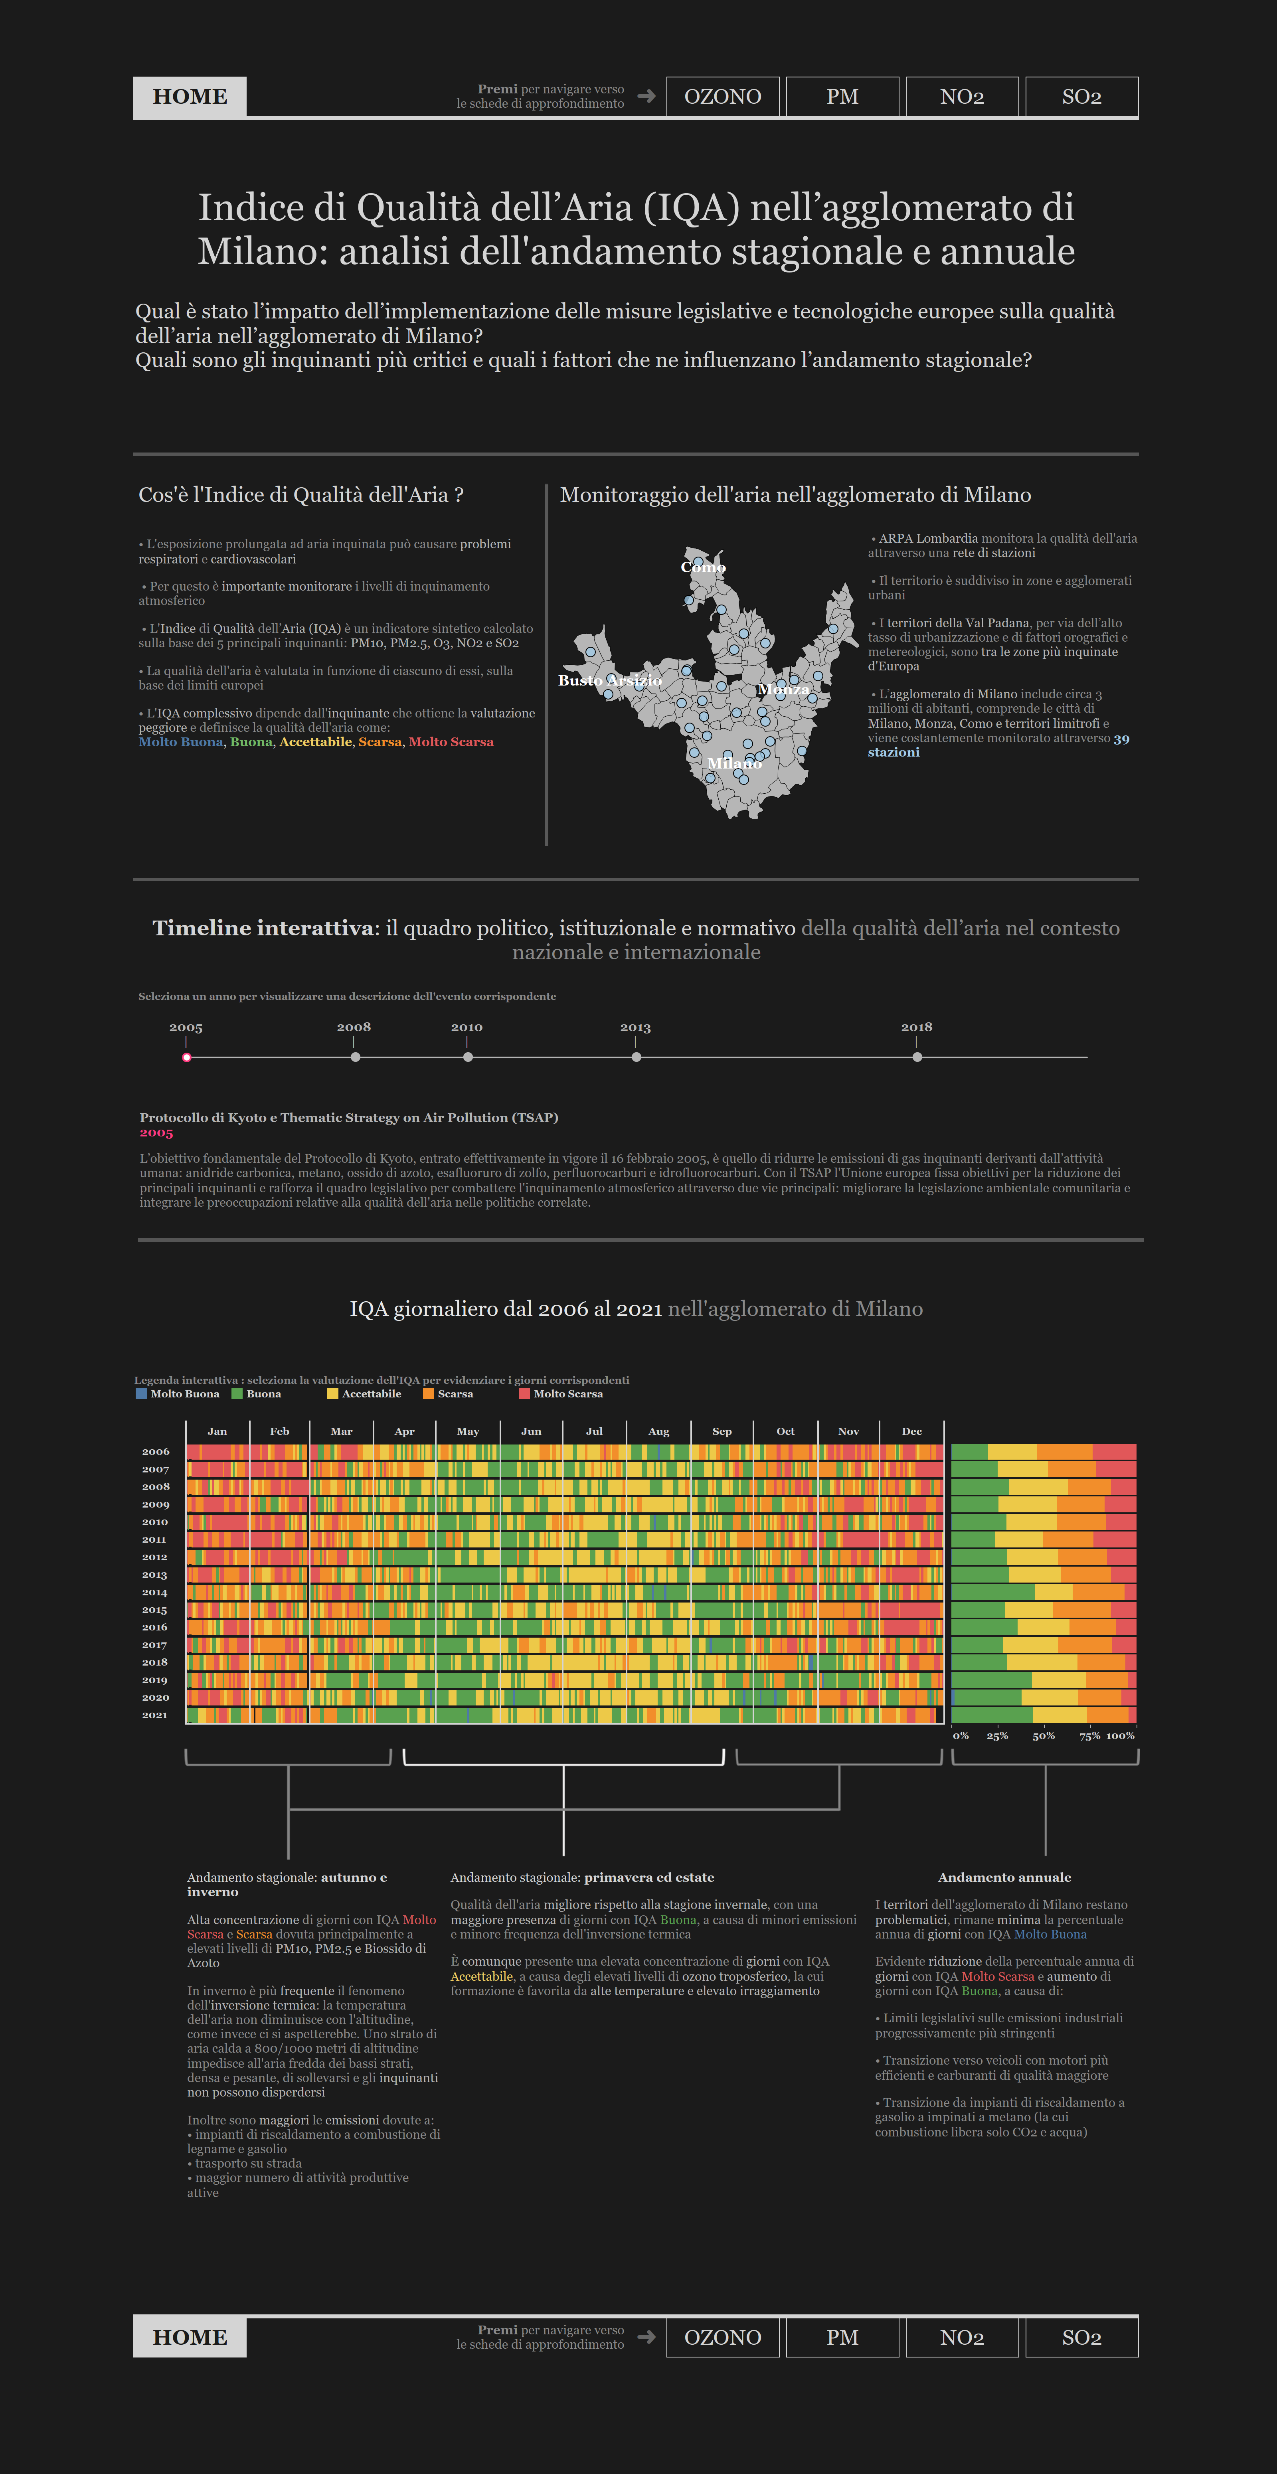 HOME
Premi per navigare verso
le schede di approfondimento
OZONO
PM
NO2
SO2
Indice di Qualità dell’Aria (IQA) nell’agglomerato di
Milano: analisi dell'andamento stagionale e annuale
Qual è stato l’impatto dell’implementazione delle misure legislative e tecnologiche europee sulla qualità
dell’aria nell’agglomerato di Milano?
Quali sono gli inquinanti più critici e quali i fattori che ne influenzano l’andamento stagionale?
Cos'è l'Indice di Qualità dell'Aria ?
• L'esposizione prolungata ad aria inquinata può causare problemi
respiratori e cardiovascolari
• Per questo è importante monitorare i livelli di inquinamento
atmosferico
• L'Indice di Qualità dell'Aria (IQA) è un indicatore sintetico calcolato
sulla base dei 5 principali inquinanti: PM10, PM2.5, O3, NO2 e SO2
• La qualità dell'aria è valutata in funzione di ciascuno di essi, sulla
base dei limiti europei
• L'IQA complessivo dipende dall'inquinante che ottiene la valutazione
peggiore e definisce la qualità dell'aria come:
Molto Buona, Buona, Accettabile, Scarsa, Molto Scarsa
Monitoraggio dell'aria nell'agglomerato di Milano
Como
Busto Arsizio
Monza
Milano
• ARPA Lombardia monitora la qualità dell'aria
attraverso una rete di stazioni
• Il territorio è suddiviso in zone e agglomerati
urbani
• I territori della Val Padana, per via dell'alto
tasso di urbanizzazione e di fattori orografici e
metereologici, sono tra le zone più inquinate
d'Europa
• L'agglomerato di Milano include circa 3
milioni di abitanti, comprende le città di
Milano, Monza, Como e territori limitrofi e
viene costantemente monitorato attraverso 39
stazioni
Timeline interattiva: il quadro politico, istituzionale e normativo della qualità dell’aria nel contesto
nazionale e internazionale
Seleziona un anno per visualizzare una descrizione dell'evento corrispondente
2005
2008
2010
2013
2018
Protocollo di Kyoto e Thematic Strategy on Air Pollution (TSAP)
2005
L’obiettivo fondamentale del Protocollo di Kyoto, entrato effettivamente in vigore il 16 febbraio 2005, è quello di ridurre le emissioni di gas inquinanti derivanti dall’attività
umana: anidride carbonica, metano, ossido di azoto, esafluoruro di zolfo, perfluorocarburi e idrofluorocarburi. Con il TSAP l'Unione europea fissa obiettivi per la riduzione dei
principali inquinanti e rafforza il quadro legislativo per combattere l'inquinamento atmosferico attraverso due vie principali: migliorare la legislazione ambientale comunitaria e
integrare le preoccupazioni relative alla qualità dell'aria nelle politiche correlate.
IQA giornaliero dal 2006 al 2021 nell'agglomerato di Milano
Legenda interattiva : seleziona la valutazione dell'IQA per evidenziare i giorni corrispondenti
Molto Buona
Buona
Accettabile
Scarsa
Molto Scarsa
Jan
Feb
Mar
Apr
May
Jun
Jul
Aug
Sep
Oct
Nov
Dec
2006
2007
2008
2009
2010
2011
2012
2013
2014
2015
2016
2017
2018
2019
2020
2021
0%
25%
50%
75%
100%
Andamento stagionale: autunno e
inverno
Alta concentrazione di giorni con IQA Molto
Scarsa e Scarsa dovuta principalmente a
elevati livelli di PM10, PM2.5 e Biossido di
Azoto
In inverno è più frequente il fenomeno
dell'inversione termica: la temperatura
dell'aria non diminuisce con l'altitudine,
come invece ci si aspetterebbe. Uno strato di
aria calda a 800/1000 metri di altitudine
impedisce all'aria fredda dei bassi strati,
densa e pesante, di sollevarsi e gli inquinanti
non possono disperdersi
Inoltre sono maggiori le emissioni dovute a:
• impianti di riscaldamento a combustione di
legname e gasolio
• trasporto su strada
• maggior numero di attività produttive
attive
Andamento stagionale: primavera ed estate
Qualità dell'aria migliore rispetto alla stagione invernale, con una
maggiore presenza di giorni con IQA Buona, a causa di minori emissioni
e minore frequenza dell'inversione termica
È comunque presente una elevata concentrazione di giorni con IQA
Accettabile, a causa degli elevati livelli di ozono troposferico, la cui
formazione è favorita da alte temperature e elevato irraggiamento
Andamento annuale
I territori dell'agglomerato di Milano restano
problematici, rimane minima la percentuale
annua di giorni con IQA Molto Buona
Evidente riduzione della percentuale annua di
giorni con IQA Molto Scarsa e aumento di
giorni con IQA Buona, a causa di:
• Limiti legislativi sulle emissioni industriali
progressivamente più stringenti
• Transizione verso veicoli con motori più
efficienti e carburanti di qualità maggiore
• Transizione da impianti di riscaldamento a
gasolio a impinati a metano (la cui
combustione libera solo CO2 e acqua)
HOME
Premi per navigare verso
le schede di approfondimento
OZONO
PM
NO2
SO2